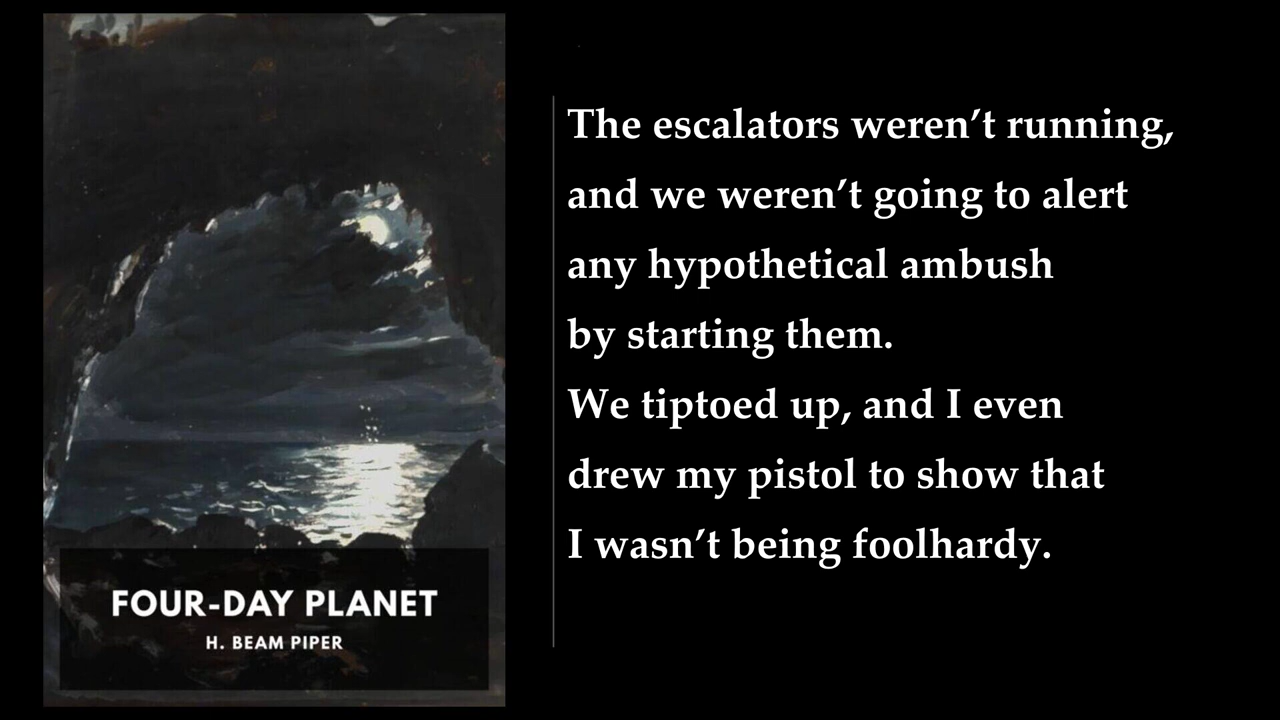 FOUR-DAY PLANET
H. BEAM PIPER
The escalators weren’t running,
and we weren’t going to alert
any hypothetical ambush
by starting them.
We tiptoed up, and I even
drew my pistol to show that
I wasn’t being foolhardy.